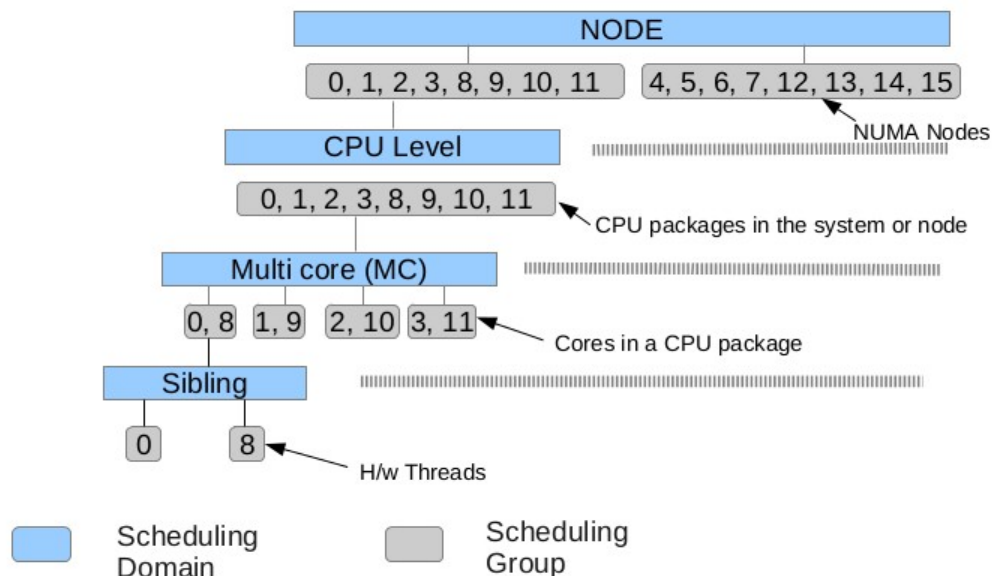 NODE
0, 1, 2, 3, 8, 9, 10, 11
4, 5, 6, 7, 12, 13, 14, 15
NUMA Nodes
CPU Level
0, 1, 2, 3, 8, 9, 10, 11
CPU packages in the system or node
Multi core (MC)
0, 8
1, 9
2, 10
3, 11
Cores in a CPU package
Sibling
0
8
H/w Threads
Scheduling
Domain
Scheduling
Group